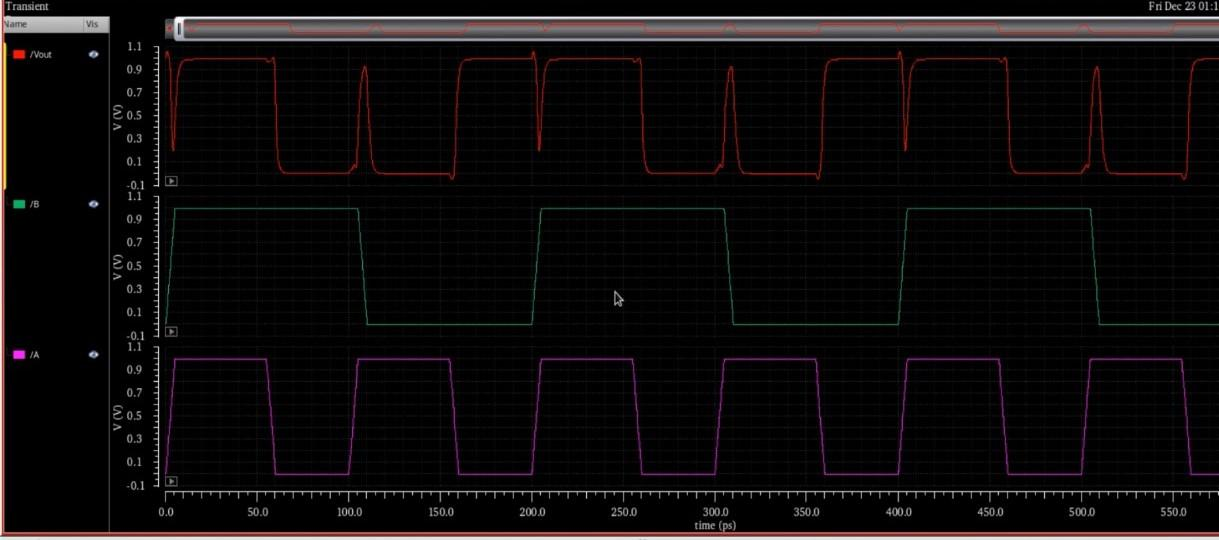 Transient
Fri Dec 23 01:1
Name Vis
/Vout
V (V)
1.1
0.9
0.7
0.5
0.3
0.1
-0.1
/B
V (V)
1.1
0.9
0.7
0.5
0.3
0.1
-0.1
/A
V (V)
1.1
0.9
0.7
0.5
0.3
0.1
-0.1
0.0 50.0 100.0 150.0 200.0 250.0 300.0 350.0 400.0 450.0 500.0 550.0
time (ps)